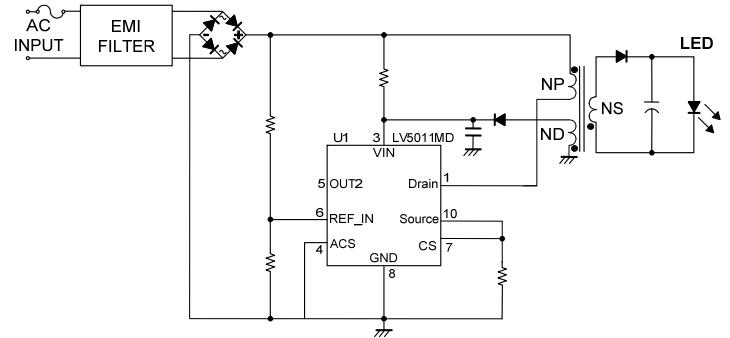 AC
INPUT
EMI
FILTER
~
~
-
+
LED
NP
NS
ND
U1
3
LV5011MD
VIN
5
OUT2
Drain
1
6
REF_IN
Source
10
4
ACS
CS
7
GND
8